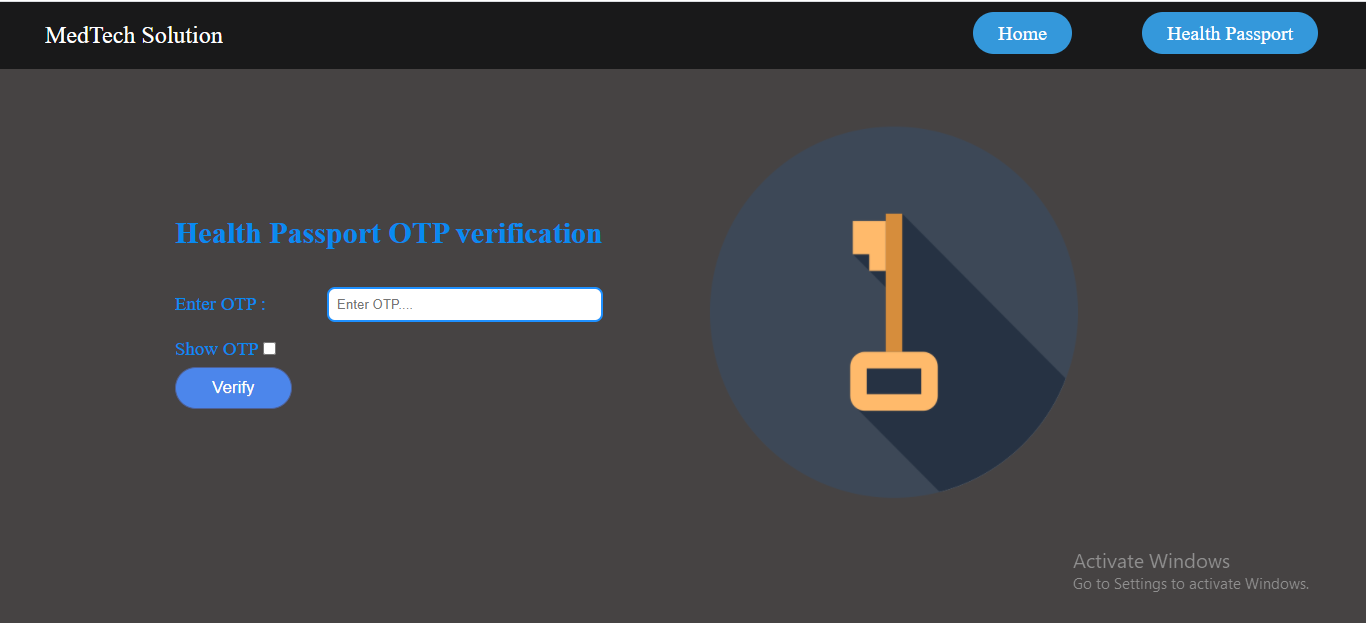 MedTech Solution
Home
Health Passport
Health Passport OTP verification
Enter OTP :
Enter OTP....
Show OTP
Verify
Activate Windows
Go to Settings to activate Windows.